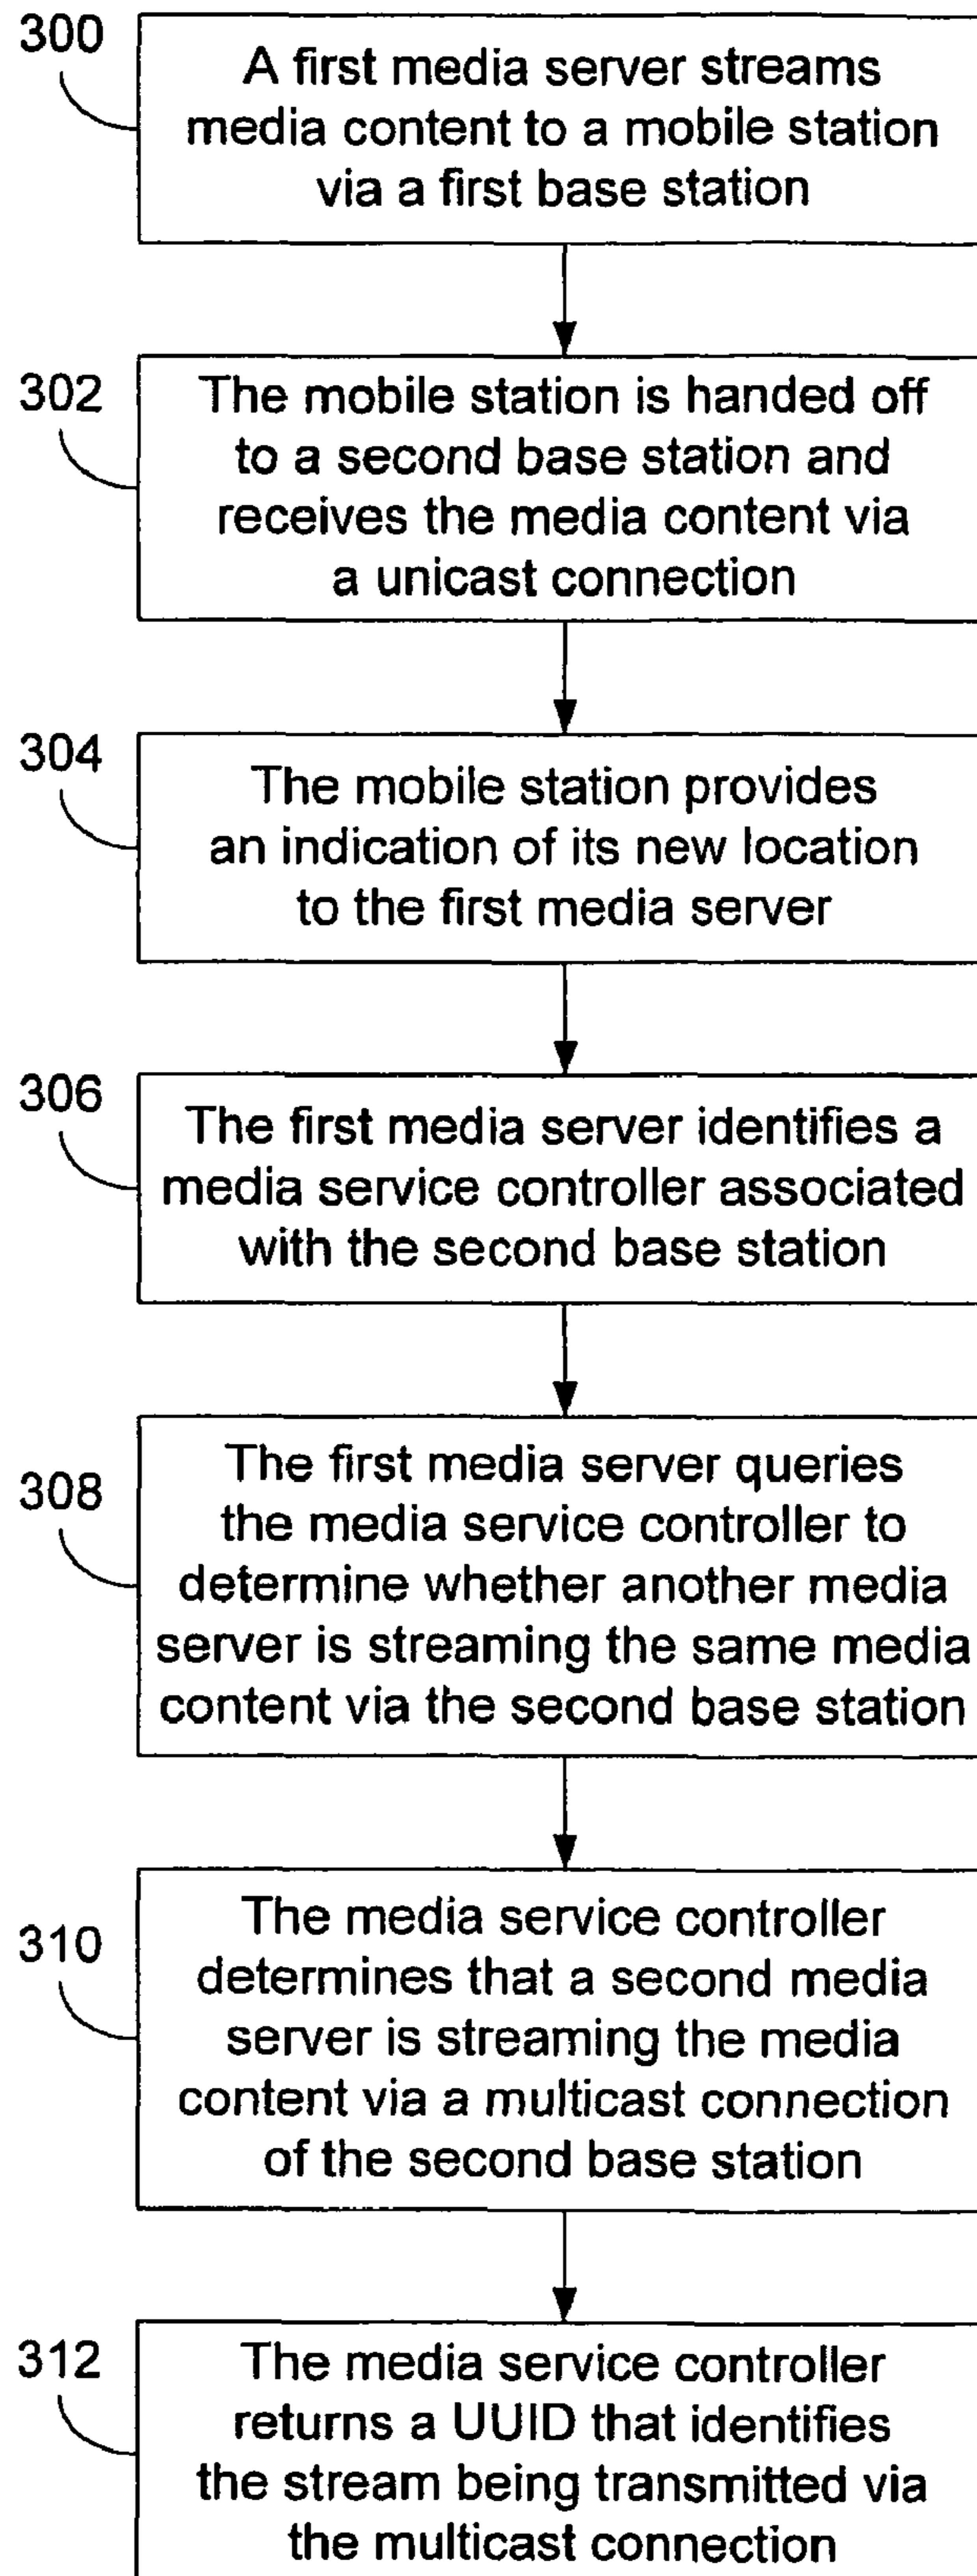 300
A first media server streams
media content to a mobile station
via a first base station
302
The mobile station is handed off
to a second base station and
receives the media content via
a unicast connection
304
The mobile station provides
an indication of its new location
to the first media server
306
The first media server identifies a
media service controller associated
with the second base station
308
The first media server queries
the media service controller to
determine whether another media
server is streaming the same media
content via the second base station
310
The media service controller
determines that a second media
server is streaming the media
content via a multicast connection
of the second base station
312
The media service controller
returns a UUID that identifies
the stream being transmitted via
the multicast connection